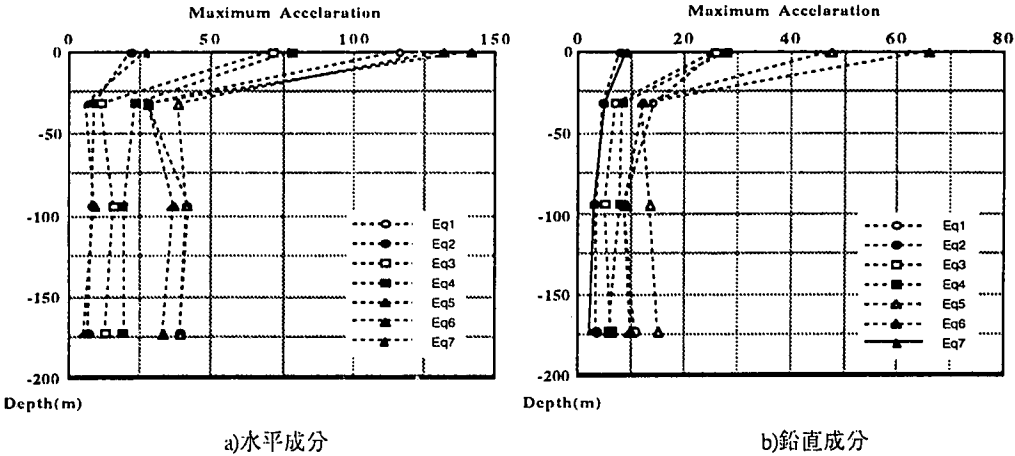 Maximum Accelaration
0 50 100 150
0
-50
-100
-150
-200
Depth(m)
Eq1
Eq2
Eq3
Eq4
Eq5
Eq6
Eq7
a)水平成分
Maximum Accelaration
0 20 40 60 80
0
-50
-100
-150
-200
Depth(m)
Eq1
Eq2
Eq3
Eq4
Eq5
Eq6
Eq7
b)鉛直成分